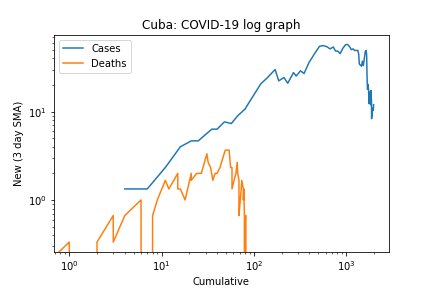 Cuba: COVID-19 log graph
Cases
Deaths
New (3 day SMA)
10¹
10⁰
10⁰ 10¹ 10² 10³
Cumulative